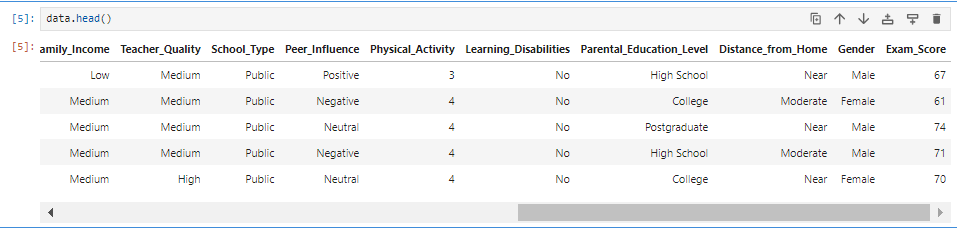 [5]: data.head()
[5]: amily_Income Teacher_Quality School_Type Peer_Influence Physical_Activity Learning_Disabilities Parental_Education_Level Distance_from_Home Gender Exam_Score
Low Medium Public Positive 3 No High School Near Male 67
Medium Medium Public Negative 4 No College Moderate Female 61
Medium Medium Public Neutral 4 No Postgraduate Near Male 74
Medium Medium Public Negative 4 No High School Moderate Male 71
Medium High Public Neutral 4 No College Near Female 70